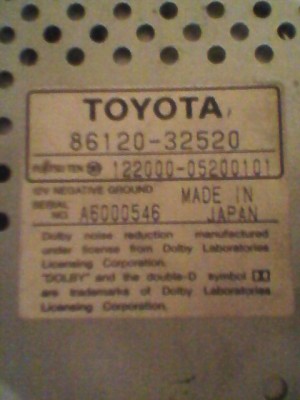 TOYOTA
86120-32520
FUJITSU TEN 122000-05200101
12V NEGATIVE GROUND
SERIAL NO. A6000546
MADE IN JAPAN
Dolby noise reduction manufactured
under license from Dolby Laboratories
Licensing Corporation.
"DOLBY" and the double-D symbol
are trademarks of Dolby Laboratories
Licensing Corporation.